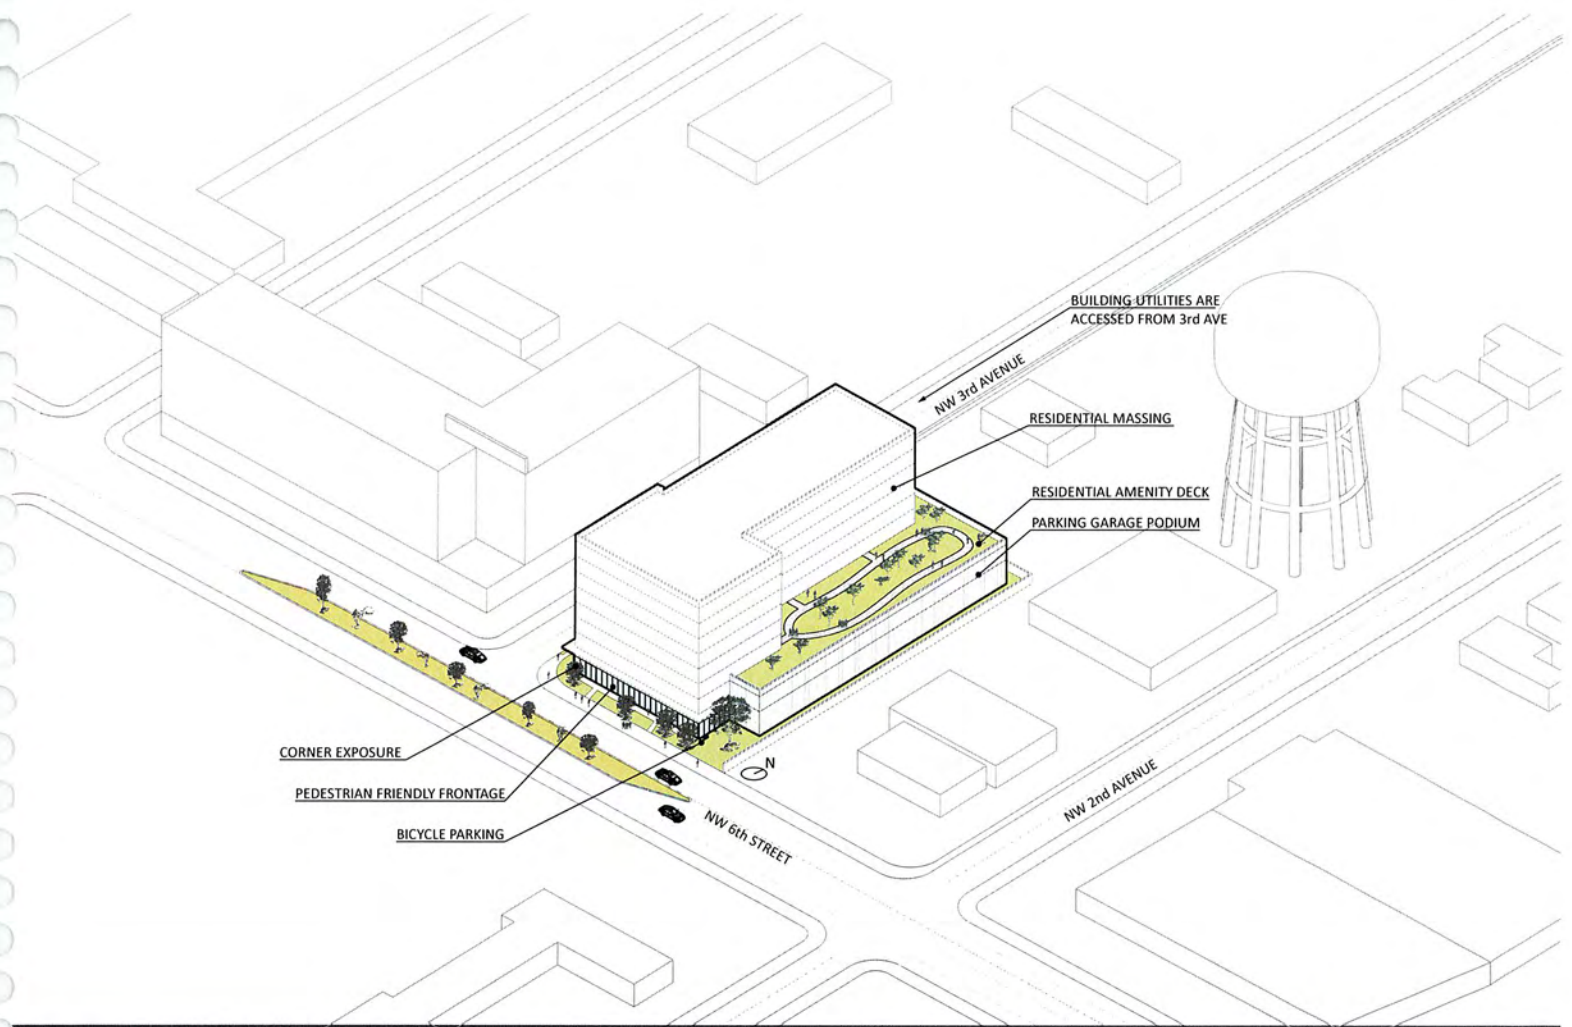 BUILDING UTILITIES ARE
ACCESSED FROM 3rd AVE
NW 3rd AVENUE
RESIDENTIAL MASSING
RESIDENTIAL AMENITY DECK
PARKING GARAGE PODIUM
CORNER EXPOSURE
N
PEDESTRIAN FRIENDLY FRONTAGE
NW 2nd AVENUE
BICYCLE PARKING
NW 6th STREET